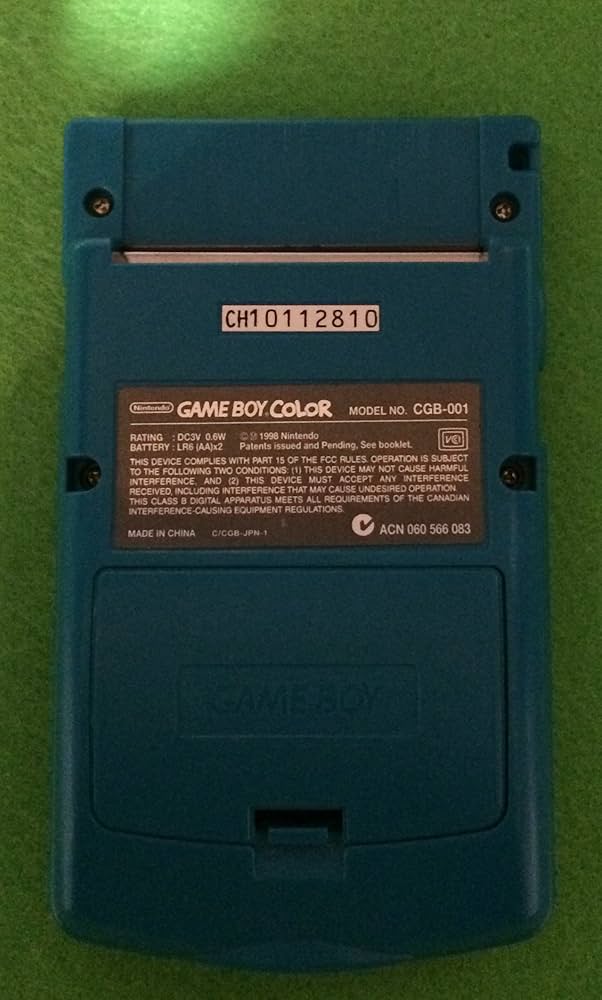 CH10112810
Nintendo GAME BOY COLOR MODEL NO. CGB-001
RATING : DC3V 0.6W ©Ⓜ 1998 Nintendo
BATTERY : LR6 (AA)x2 Patents issued and Pending, See booklet.
THIS DEVICE COMPLIES WITH PART 15 OF THE FCC RULES. OPERATION IS SUBJECT
TO THE FOLLOWING TWO CONDITIONS: (1) THIS DEVICE MAY NOT CAUSE HARMFUL
INTERFERENCE, AND (2) THIS DEVICE MUST ACCEPT ANY INTERFERENCE
RECEIVED, INCLUDING INTERFERENCE THAT MAY CAUSE UNDESIRED OPERATION.
THIS CLASS B DIGITAL APPARATUS MEETS ALL REQUIREMENTS OF THE CANADIAN
INTERFERENCE-CAUSING EQUIPMENT REGULATIONS.
MADE IN CHINA C/CGB-JPN-1 ACN 060 566 083
GAME BOY